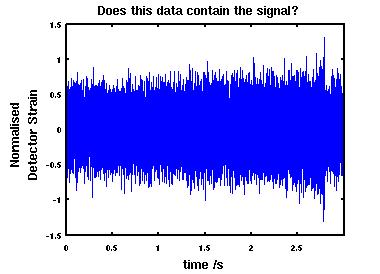 Does this data contain the signal?
1.5
1
0.5
0
-0.5
-1
-1.5
Normalised
Detector Strain
0 0.5 1 1.5 2 2.5
time /s